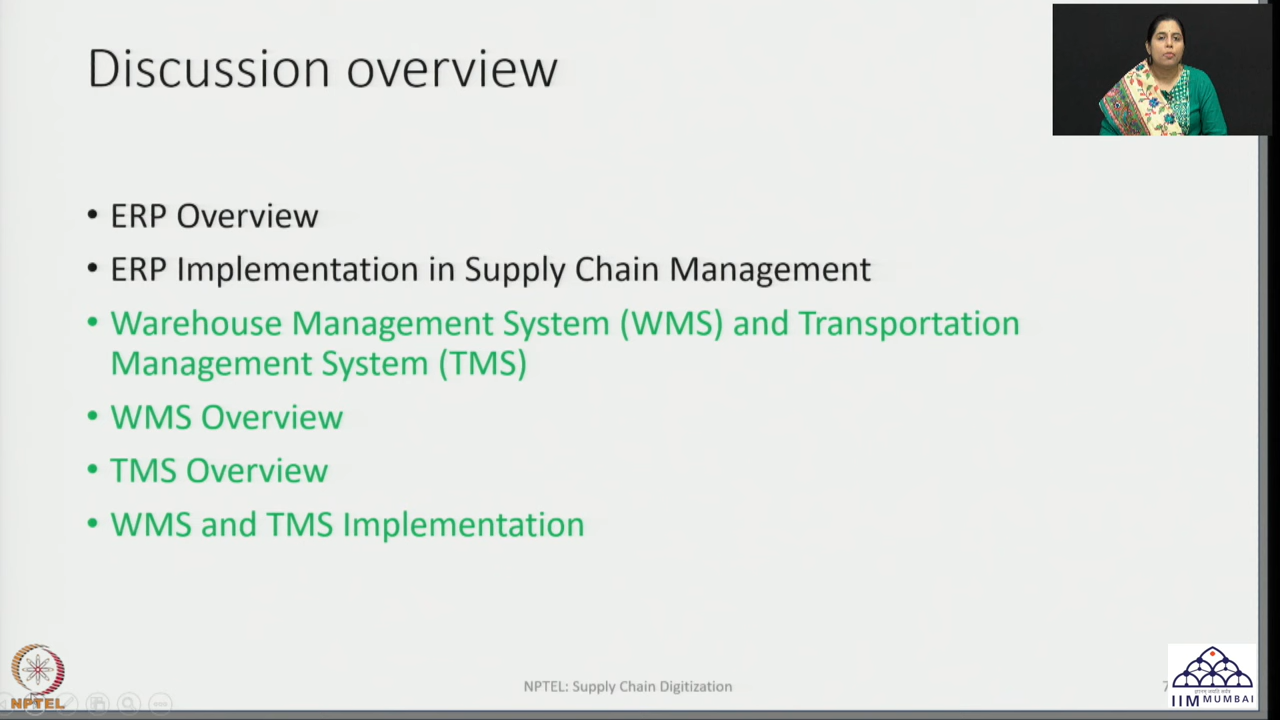 Discussion overview
• ERP Overview
• ERP Implementation in Supply Chain Management
• Warehouse Management System (WMS) and Transportation
Management System (TMS)
• WMS Overview
• TMS Overview
• WMS and TMS Implementation
NPTEL
NPTEL: Supply Chain Digitization
IIM MUMBAI